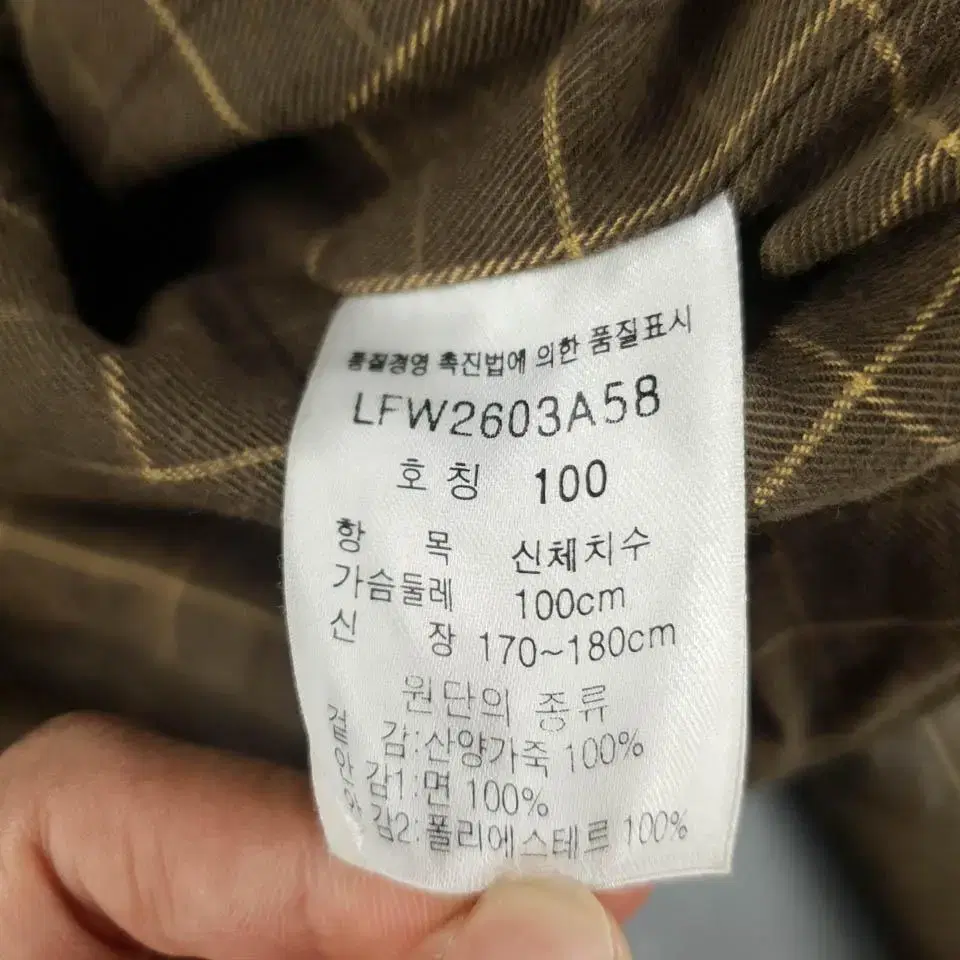 품질경영 촉진법에 의한 품질표시
LFW2603A58
호 칭 100
항 목 신체치수
가슴둘레 100cm
신 장 170~180cm
원단의 종류
겉 감:산양가죽 100%
안 감1:면 100%
안 감2:폴리에스테르 100%